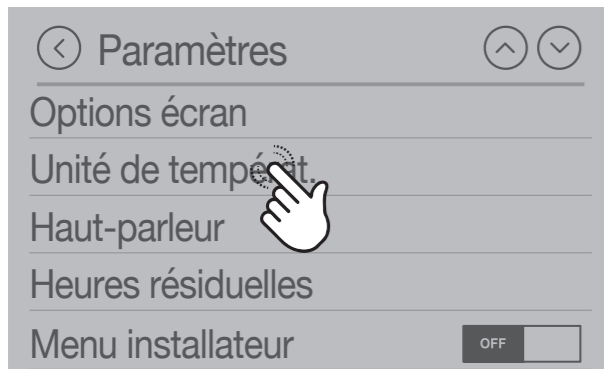 Paramètres
Options écran
Unité de températ.
Haut-parleur
Heures résiduelles
Menu installateur OFF